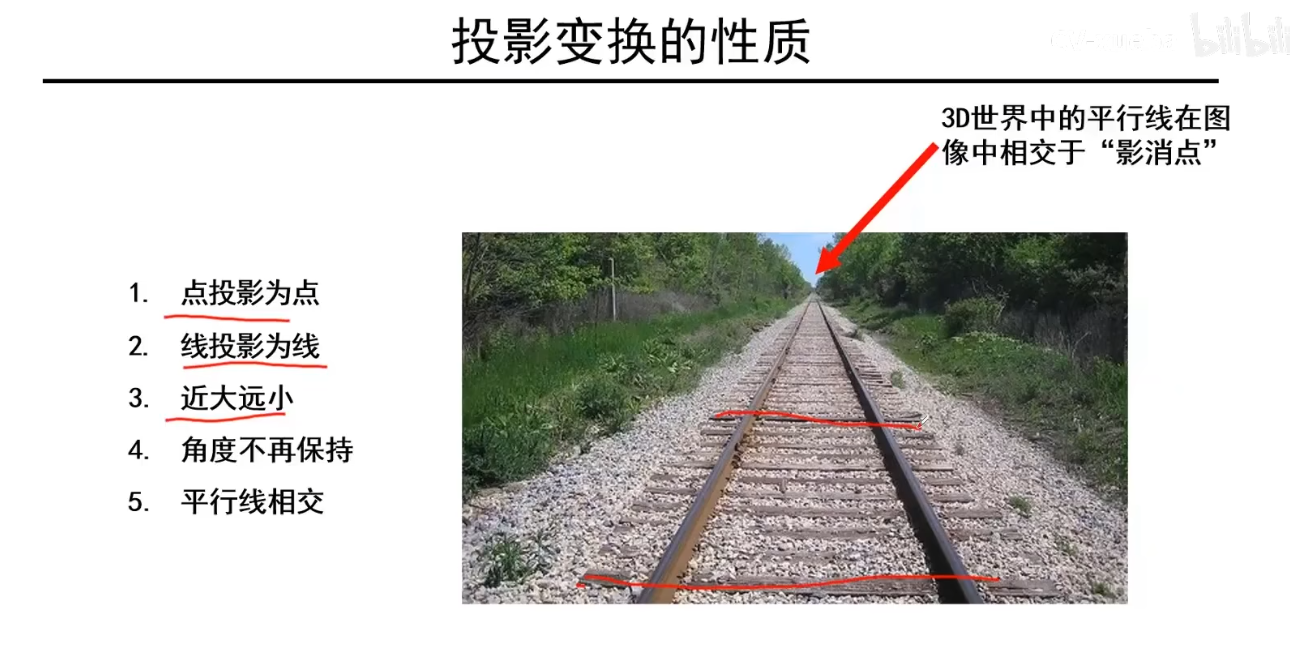 投影变换的性质
bilibili
3D世界中的平行线在图
像中相交于“影消点”
1. 点投影为点
2. 线投影为线
3. 近大远小
4. 角度不再保持
5. 平行线相交